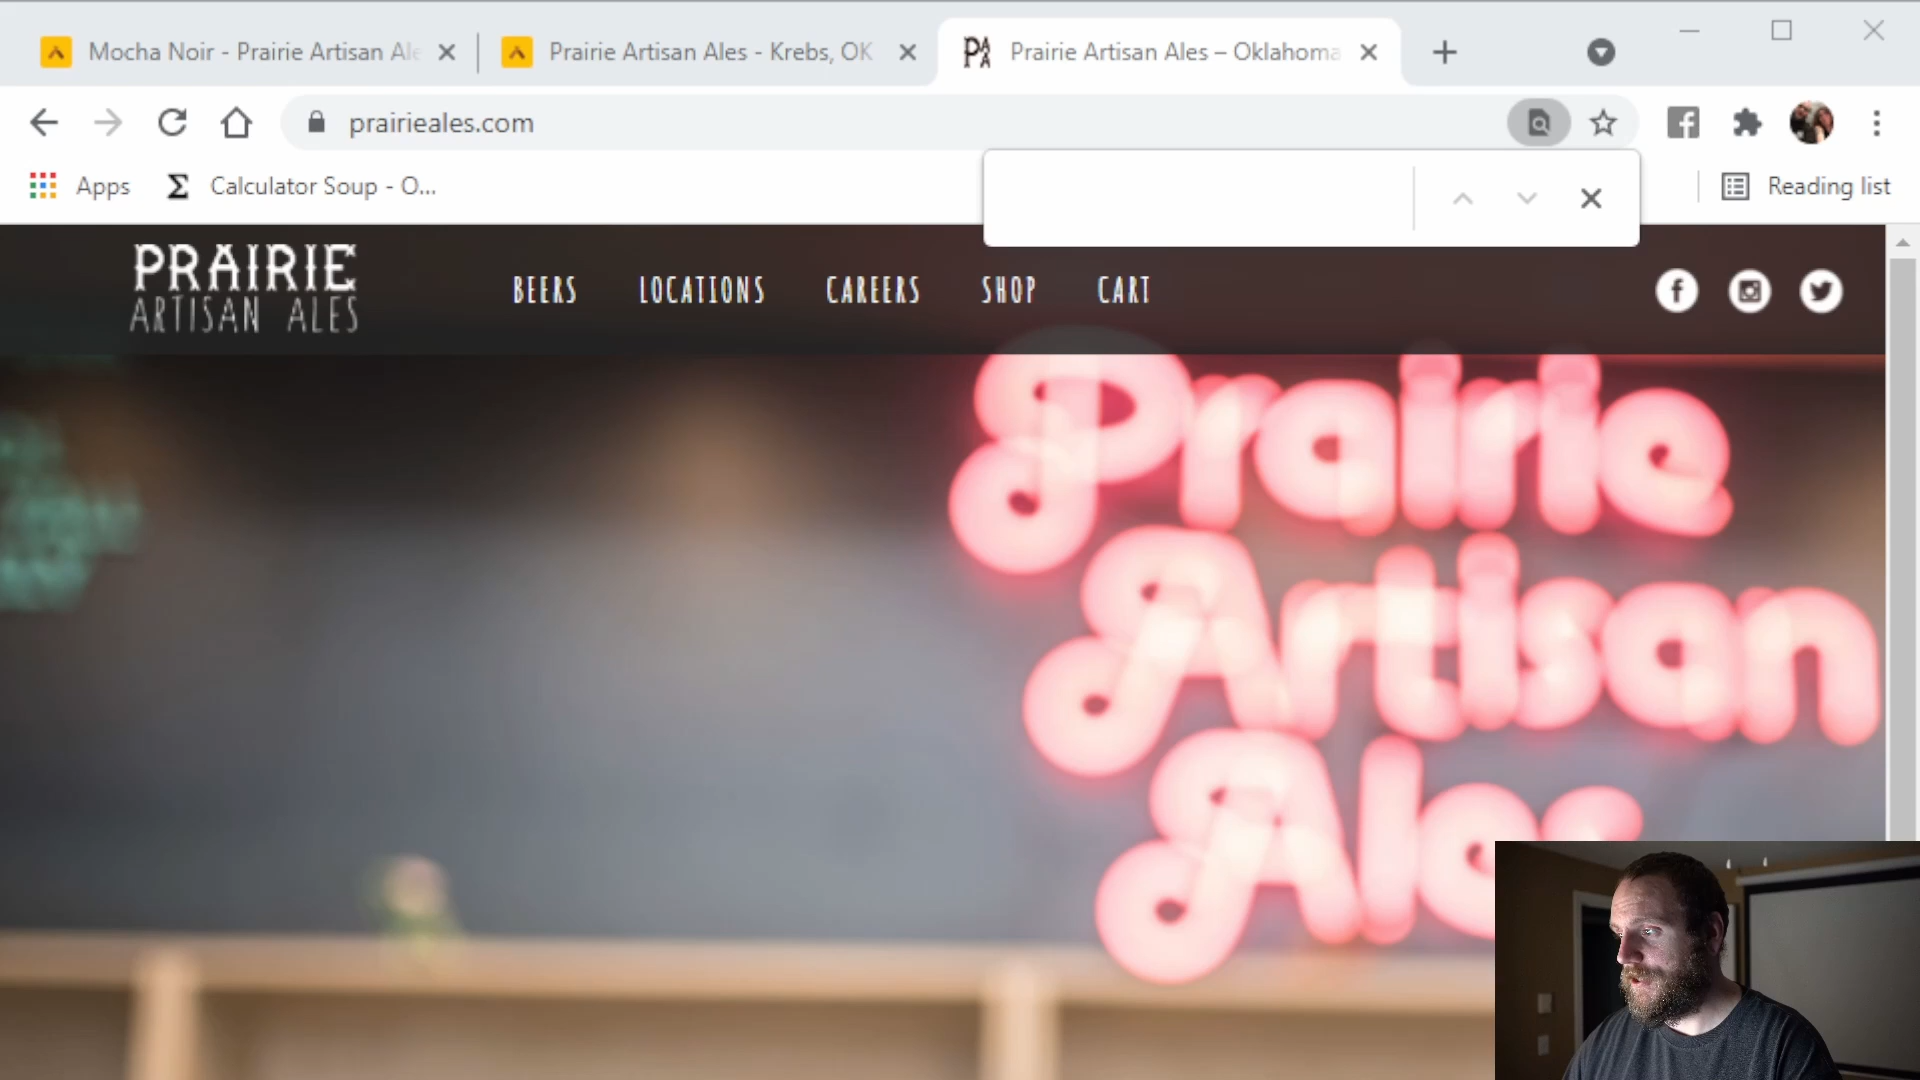 Mocha Noir - Prairie Artisan Ale
Prairie Artisan Ales - Krebs, OK
Prairie Artisan Ales – Oklahoma
prairieales.com
Apps
Calculator Soup - O...
Reading list
PRAIRIE
ARTISAN ALES
BEERS
LOCATIONS
CAREERS
SHOP
CART
Prairie
Artisan
Ales